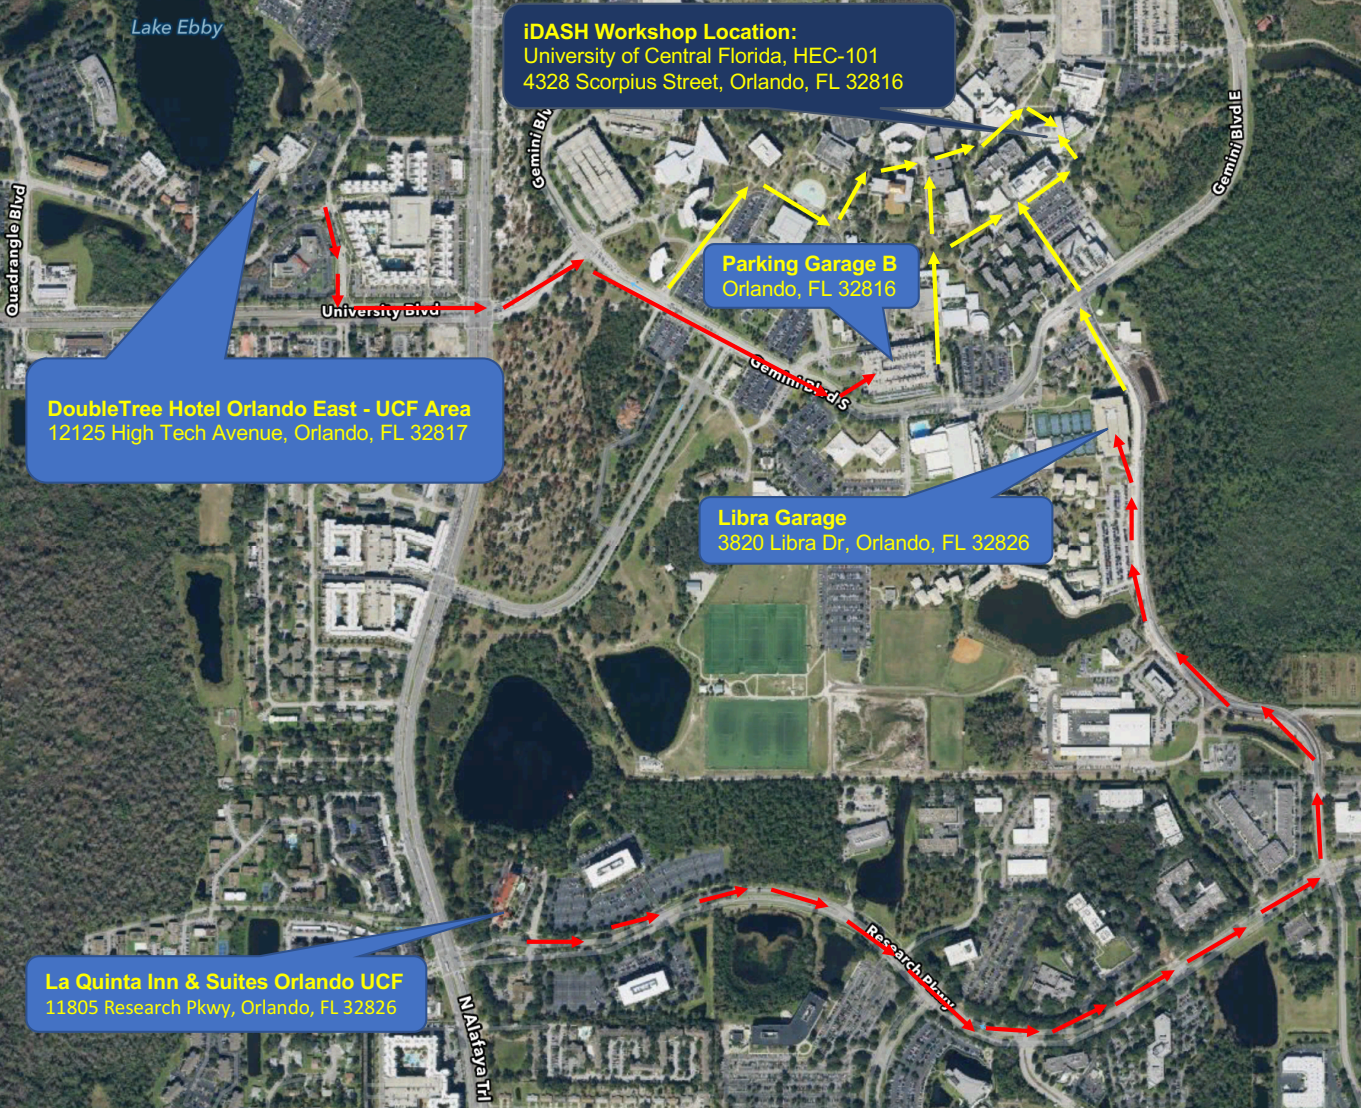 Lake Ebby
iDASH Workshop Location:
University of Central Florida, HEC-101
4328 Scorpius Street, Orlando, FL 32816
Gemini Blv
Gemini Blvd E
Quadrangle Blvd
Parking Garage B
Orlando, FL 32816
University Blvd
Gemini Blvd S
DoubleTree Hotel Orlando East - UCF Area
12125 High Tech Avenue, Orlando, FL 32817
Libra Garage
3820 Libra Dr, Orlando, FL 32826
Research Pkwy
La Quinta Inn & Suites Orlando UCF
11805 Research Pkwy, Orlando, FL 32826
N Alafaya Trl